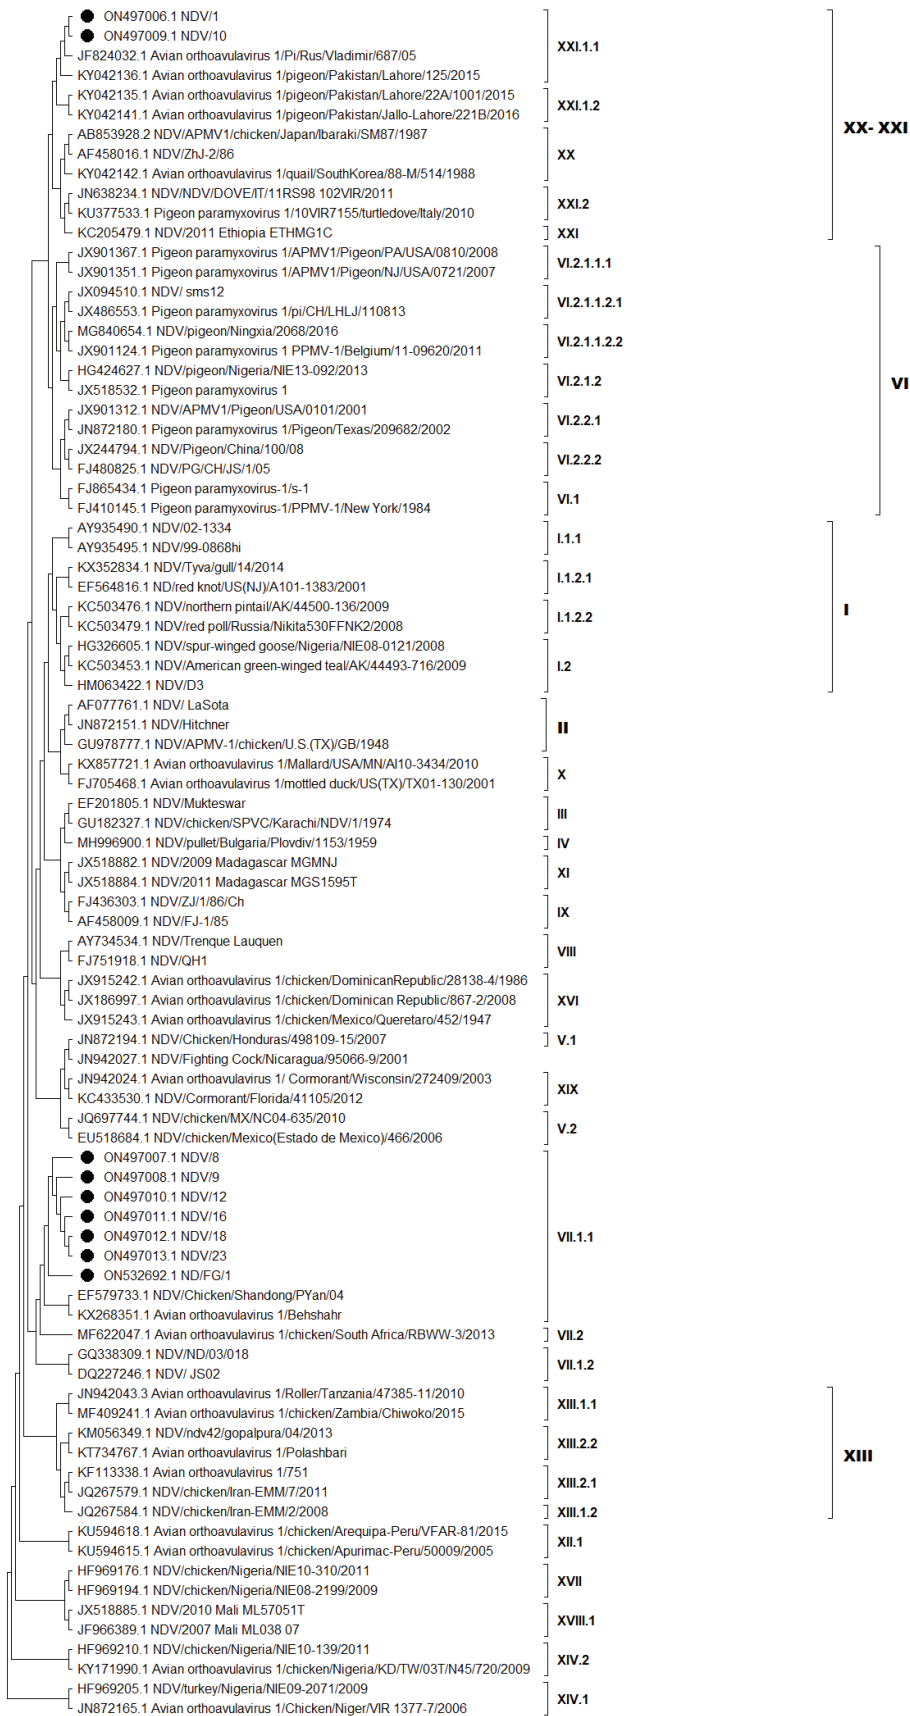 ON497006.1 NDV/1
ON497009.1 NDV/10
JF824032.1 Avian orthoavulavirus 1/Pi/Rus/Vladimir/687/05
KY042136.1 Avian orthoavulavirus 1/pigeon/Pakistan/Lahore/125/2015
XXI.1.1
KY042135.1 Avian orthoavulavirus 1/pigeon/Pakistan/Lahore/22A/1001/2015
KY042141.1 Avian orthoavulavirus 1/pigeon/Pakistan/Jallo-Lahore/221B/2016
XXI.1.2
AB853928.2 NDV/APMV1/chicken/Japan/Ibaraki/SM87/1987
AF458016.1 NDV/ZhJ-2/86
KY042142.1 Avian orthoavulavirus 1/quail/SouthKorea/88-M/514/1988
XX
JN638234.1 NDV/NDV/DOVE/IT/11RS98 102VIR/2011
KU377533.1 Pigeon paramyxovirus 1/10VIR7155/turtledove/Italy/2010
XXI.2
KC205479.1 NDV/2011 Ethiopia ETHMG1C
XXI
XX- XXI
JX901367.1 Pigeon paramyxovirus 1/APMV1/Pigeon/PA/USA/0810/2008
JX901351.1 Pigeon paramyxovirus 1/APMV1/Pigeon/NJ/USA/0721/2007
VI.2.1.1.1
JX094510.1 NDV/ sms12
JX486553.1 Pigeon paramyxovirus 1/pi/CH/LHLJ/110813
VI.2.1.1.2.1
MG840654.1 NDV/pigeon/Ningxia/2068/2016
JX901124.1 Pigeon paramyxovirus 1 PPMV-1/Belgium/11-09620/2011
VI.2.1.1.2.2
HG424627.1 NDV/pigeon/Nigeria/NIE13-092/2013
JX518532.1 Pigeon paramyxovirus 1
VI.2.1.2
JX901312.1 NDV/APMV1/Pigeon/USA/0101/2001
JN872180.1 Pigeon paramyxovirus 1/Pigeon/Texas/209682/2002
VI.2.2.1
JX244794.1 NDV/Pigeon/China/100/08
FJ480825.1 NDV/PG/CH/JS/1/05
VI.2.2.2
FJ865434.1 Pigeon paramyxovirus-1/s-1
FJ410145.1 Pigeon paramyxovirus-1/PPMV-1/New York/1984
VI.1
VI
AY935490.1 NDV/02-1334
AY935495.1 NDV/99-0868hi
I.1.1
KX352834.1 NDV/Tyva/gull/14/2014
EF564816.1 ND/red knot/US(NJ)/A101-1383/2001
I.1.2.1
KC503476.1 NDV/northern pintail/AK/44500-136/2009
KC503479.1 NDV/red poll/Russia/Nikita530FFNK2/2008
I.1.2.2
HG326605.1 NDV/spur-winged goose/Nigeria/NIE08-0121/2008
KC503453.1 NDV/American green-winged teal/AK/44493-716/2009
HM063422.1 NDV/D3
I.2
I
AF077761.1 NDV/ LaSota
JN872151.1 NDV/Hitchner
GU978777.1 NDV/APMV-1/chicken/U.S.(TX)/GB/1948
II
KX857721.1 Avian orthoavulavirus 1/Mallard/USA/MN/AI10-3434/2010
FJ705468.1 Avian orthoavulavirus 1/mottled duck/US(TX)/TX01-130/2001
X
EF201805.1 NDV/Mukteswar
GU182327.1 NDV/chicken/SPVC/Karachi/NDV/1/1974
III
MH996900.1 NDV/pullet/Bulgaria/Plovdiv/1153/1959
IV
JX518882.1 NDV/2009 Madagascar MGMNJ
JX518884.1 NDV/2011 Madagascar MGS1595T
XI
FJ436303.1 NDV/ZJ/1/86/Ch
AF458009.1 NDV/FJ-1/85
IX
AY734534.1 NDV/Trenque Lauquen
FJ751918.1 NDV/QH1
VIII
JX915242.1 Avian orthoavulavirus 1/chicken/DominicanRepublic/28138-4/1986
JX186997.1 Avian orthoavulavirus 1/chicken/Dominican Republic/867-2/2008
JX915243.1 Avian orthoavulavirus 1/chicken/Mexico/Queretaro/452/1947
XVI
JN872194.1 NDV/Chicken/Honduras/498109-15/2007
V.1
JN942027.1 NDV/Fighting Cock/Nicaragua/95066-9/2001
JN942024.1 Avian orthoavulavirus 1/ Cormorant/Wisconsin/272409/2003
KC433530.1 NDV/Cormorant/Florida/41105/2012
XIX
JQ697744.1 NDV/chicken/MX/NC04-635/2010
EU518684.1 NDV/chicken/Mexico(Estado de Mexico)/466/2006
V.2
ON497007.1 NDV/8
ON497008.1 NDV/9
ON497010.1 NDV/12
ON497011.1 NDV/16
ON497012.1 NDV/18
ON497013.1 NDV/23
ON532692.1 ND/FG/1
EF579733.1 NDV/Chicken/Shandong/PYan/04
KX268351.1 Avian orthoavulavirus 1/Behshahr
VII.1.1
MF622047.1 Avian orthoavulavirus 1/chicken/South Africa/RBWW-3/2013
VII.2
GQ338309.1 NDV/ND/03/018
DQ227246.1 NDV/ JS02
VII.1.2
JN942043.3 Avian orthoavulavirus 1/Roller/Tanzania/47385-11/2010
MF409241.1 Avian orthoavulavirus 1/chicken/Zambia/Chiwoko/2015
XIII.1.1
KM056349.1 NDV/ndv42/gopalpura/04/2013
KT734767.1 Avian orthoavulavirus 1/Polashbari
XIII.2.2
KF113338.1 Avian orthoavulavirus 1/751
JQ267579.1 NDV/chicken/Iran-EMM/7/2011
XIII.2.1
JQ267584.1 NDV/chicken/Iran-EMM/2/2008
XIII.1.2
XIII
KU594618.1 Avian orthoavulavirus 1/chicken/Arequipa-Peru/VFAR-81/2015
KU594615.1 Avian orthoavulavirus 1/chicken/Apurimac-Peru/50009/2005
XII.1
HF969176.1 NDV/chicken/Nigeria/NIE10-310/2011
HF969194.1 NDV/chicken/Nigeria/NIE08-2199/2009
XVII
JX518885.1 NDV/2010 Mali ML57051T
JF966389.1 NDV/2007 Mali ML038 07
XVIII.1
HF969210.1 NDV/chicken/Nigeria/NIE10-139/2011
KY171990.1 Avian orthoavulavirus 1/chicken/Nigeria/KD/TW/03T/N45/720/2009
XIV.2
HF969205.1 NDV/turkey/Nigeria/NIE09-2071/2009
JN872165.1 Avian orthoavulavirus 1/Chicken/Niger/VIR 1377-7/2006
XIV.1